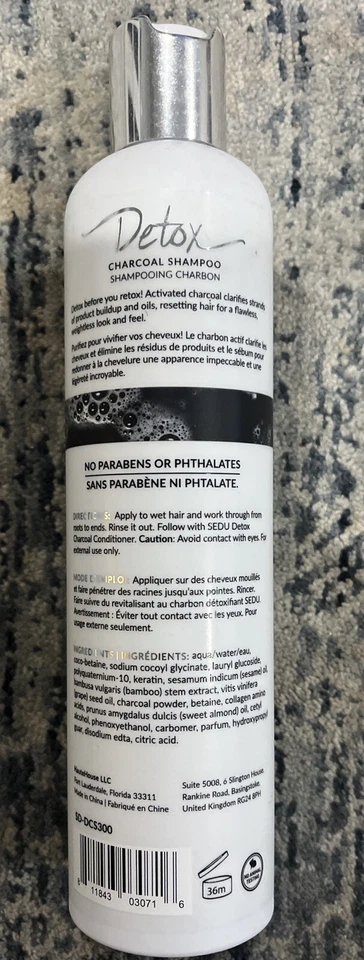 Detox
CHARCOAL SHAMPOO
SHAMPOOING CHARBON
Detox before you retox! Activated charcoal clarifies strands
of product buildup and oils, resetting hair for a flawless,
weightless look and feel.
Purifiez pour vivifier vos cheveux! Le charbon actif clarifie les
cheveux et élimine les résidus de produits et le sébum pour
redonner à la chevelure une apparence impeccable et une
légèreté incroyable.
NO PARABENS OR PHTHALATES
SANS PARABÈNE NI PHTALATE.
DIRECTIONS: Apply to wet hair and work through from
roots to ends. Rinse it out. Follow with SEDU Detox
Charcoal Conditioner. Caution: Avoid contact with eyes. For
external use only.
MODE D'EMPLOI: Appliquer sur des cheveux mouillés
et faire pénétrer des racines jusqu'aux pointes. Rincer.
Faire suivre du revitalisant au charbon détoxifiant SEDU.
Avertissement: Éviter tout contact avec les yeux. Pour
usage externe seulement.
INGREDIENTS | INGRÉDIENTS: aqua/water/eau,
coco-betaine, sodium cocoyl glycinate, lauryl glucoside,
polyquaternium-10, keratin, sesamum indicum (sesame) oil,
bambusa vulgaris (bamboo) stem extract, vitis vinifera
(grape) seed oil, charcoal powder, betaine, collagen amino
acids, prunus amygdalus dulcis (sweet almond) oil, cetyl
alcohol, phenoxyethanol, carbomer, parfum, hydroxypropyl
guar, disodium edta, citric acid.
HauteHouse LLC
Fort Lauderdale, Florida 33311
Made in China | Fabriqué en Chine
Suite 5008, 6 Slington House,
Rankine Road, Basingstoke,
United Kingdom RG24 8PH
SD-DCS300
8 11843 03071 6
36m
NO ANIMAL
TESTING